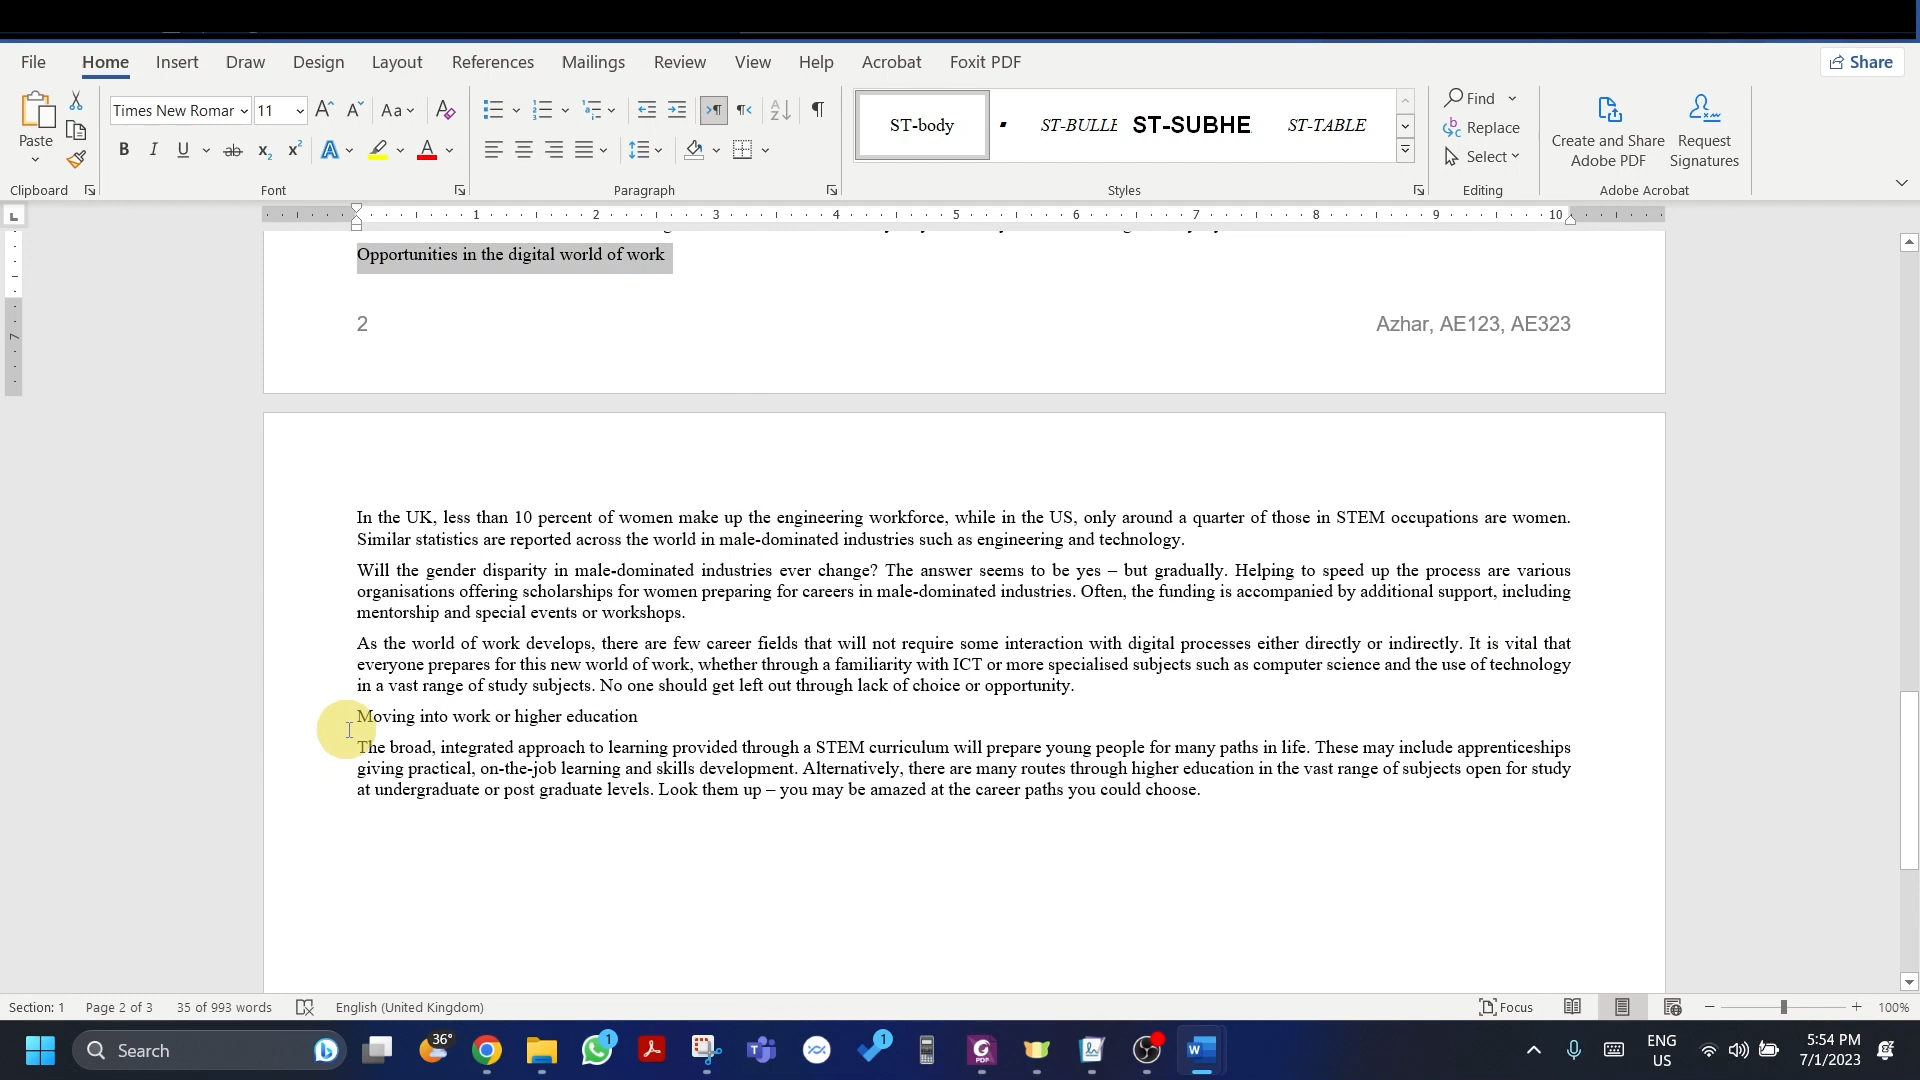 File Home Insert Draw Design Layout References Mailings Review View Help Acrobat Foxit PDF Share
Times New Romar 11 Aa
Paste
ST-body ▪ ST-BULLE ST-SUBHE ST-TABLE
Find
Replace
Select
Create and Share Adobe PDF
Request Signatures
Clipboard Font Paragraph Styles Editing Adobe Acrobat
1 2 3 4 5 6 7 8 9 10
Opportunities in the digital world of work
2 Azhar, AE123, AE323
7
In the UK, less than 10 percent of women make up the engineering workforce, while in the US, only around a quarter of those in STEM occupations are women.
Similar statistics are reported across the world in male-dominated industries such as engineering and technology.
Will the gender disparity in male-dominated industries ever change? The answer seems to be yes – but gradually. Helping to speed up the process are various
organisations offering scholarships for women preparing for careers in male-dominated industries. Often, the funding is accompanied by additional support, including
mentorship and special events or workshops.
As the world of work develops, there are few career fields that will not require some interaction with digital processes either directly or indirectly. It is vital that
everyone prepares for this new world of work, whether through a familiarity with ICT or more specialised subjects such as computer science and the use of technology
in a vast range of study subjects. No one should get left out through lack of choice or opportunity.
Moving into work or higher education
The broad, integrated approach to learning provided through a STEM curriculum will prepare young people for many paths in life. These may include apprenticeships
giving practical, on-the-job learning and skills development. Alternatively, there are many routes through higher education in the vast range of subjects open for study
at undergraduate or post graduate levels. Look them up – you may be amazed at the career paths you could choose.
Section: 1 Page 2 of 3 35 of 993 words English (United Kingdom) Focus 100%
Search 36° 1 1 ENG US 5:54 PM 7/1/2023